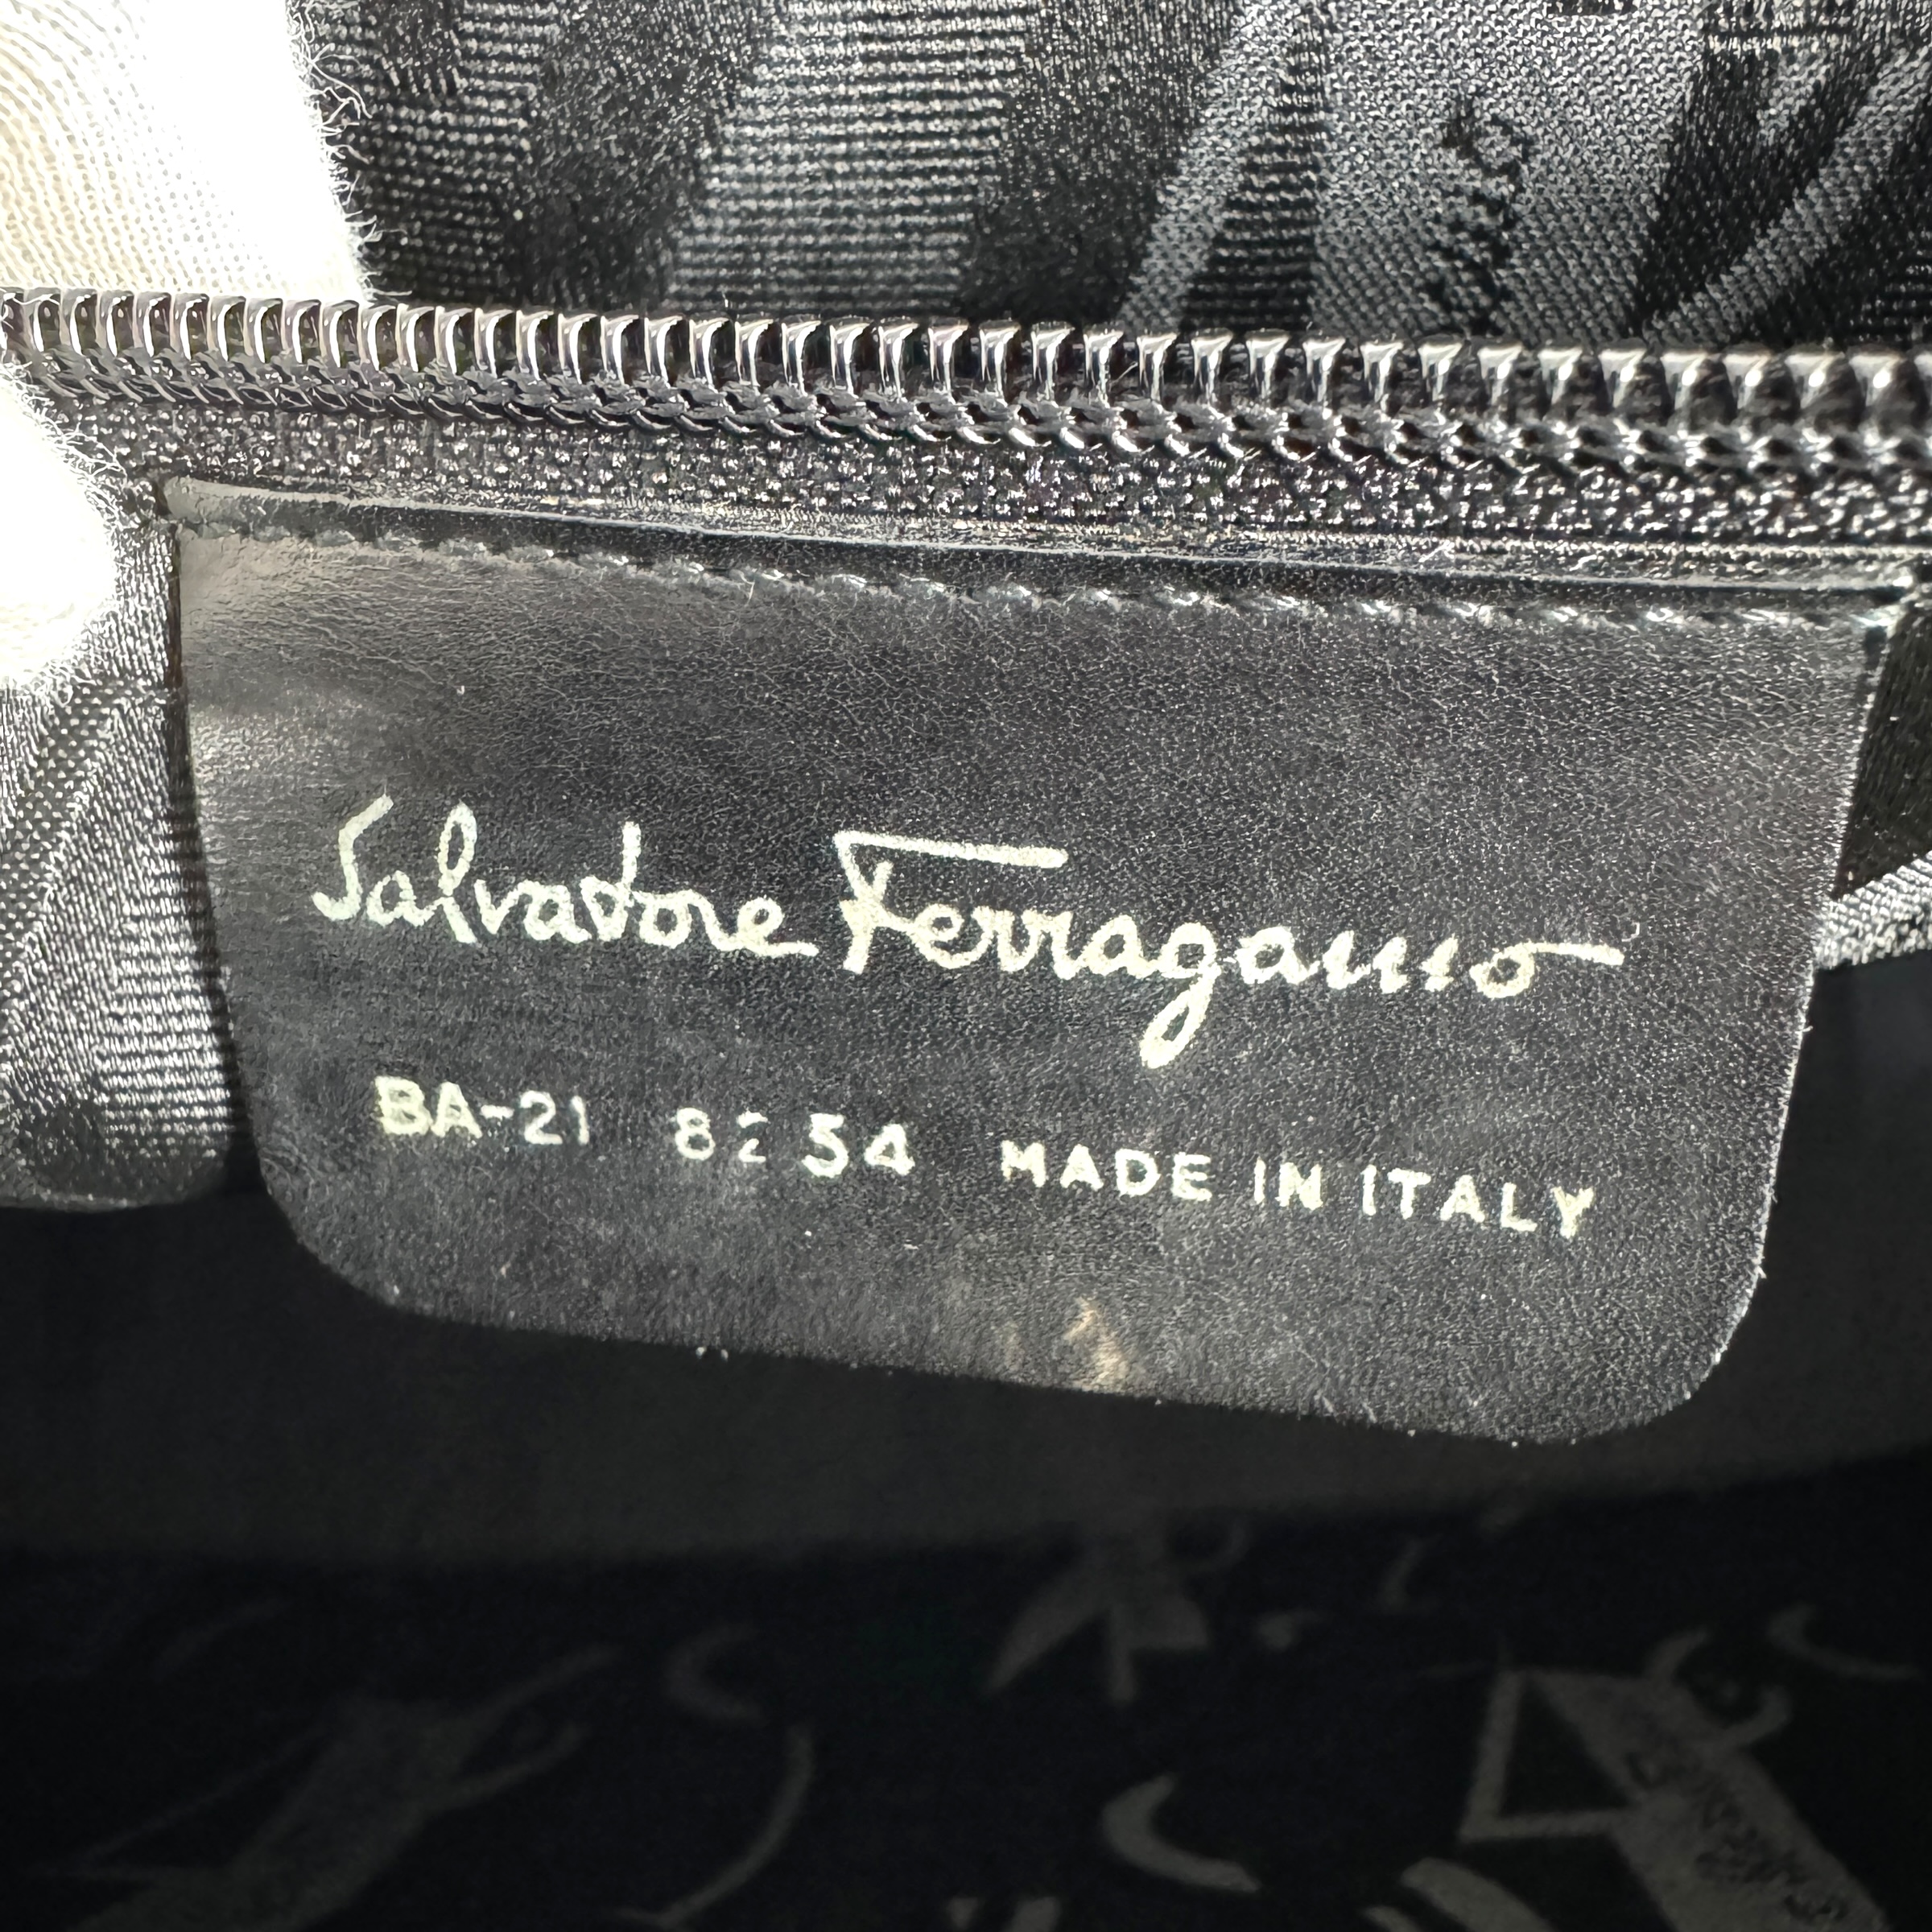 Salvatore Ferragamo
BA-21 8254 MADE IN ITALY